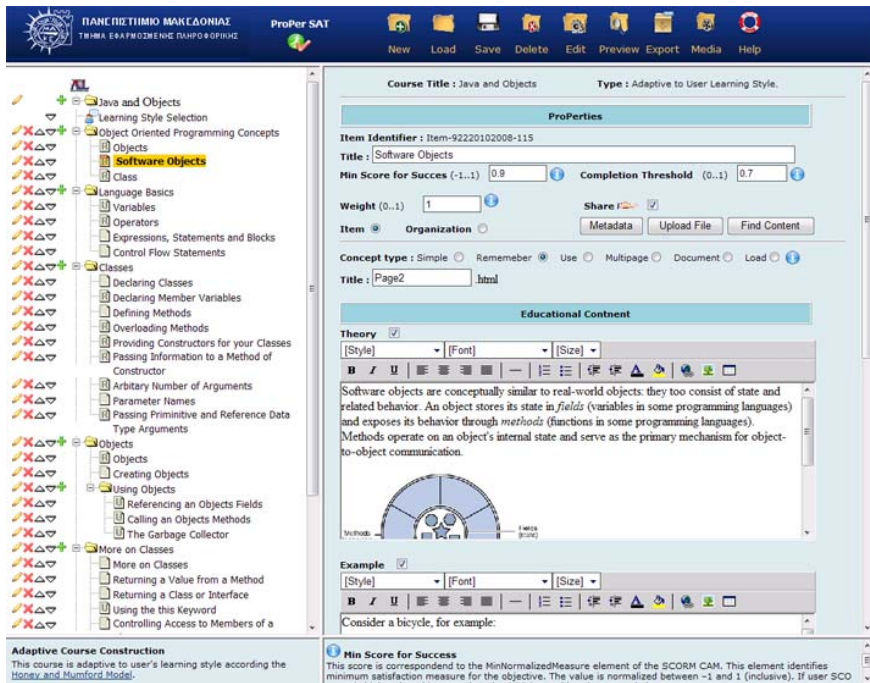 ΠΑΝΕΠΙΣΤΗΜΙΟ ΜΑΚΕΔΟΝΙΑΣ
ΤΜΗΜΑ ΕΦΑΡΜΟΣΜΕΝΗΣ ΠΛΗΡΟΦΟΡΙΚΗΣ
ProPer SAT
New Load Save Delete Edit Preview Export Media Help
Java and Objects
Learning Style Selection
Object Oriented Programming Concepts
Objects
Software Objects
Class
Language Basics
Variables
Operators
Expressions, Statements and Blocks
Control Flow Statements
Classes
Declaring Classes
Declaring Member Variables
Defining Methods
Overloading Methods
Providing Constructors for your Classes
Passing Information to a Method of
Constructor
Arbitary Number of Arguments
Parameter Names
Passing Priminitive and Reference Data
Type Arguments
Objects
Objects
Creating Objects
Using Objects
Referencing an Objects Fields
Calling an Objects Methods
The Garbage Collector
More on Classes
More on Classes
Returning a Value from a Method
Returning a Class or Interface
Using the this Keyword
Controlling Access to Members of a
Adaptive Course Construction
This course is adaptive to user's learning style according the
Honey and Mumford Model.
Course Title : Java and Objects Type : Adaptive to User Learning Style.
ProPerties
Item Identifier : Item-92220102008-115
Title : Software Objects
Min Score for Succes (-1..1) 0.9 Completion Threshold (0..1) 0.7
Weight (0..1) 1 Share
Item Organization Metadata Upload File Find Content
Concept type : Simple Rememeber Use Multipage Document Load
Title : Page2 .html
Educational Contnent
Theory
[Style] [Font] [Size]
B I U
Software objects are conceptually similar to real-world objects: they too consist of state and
related behavior. An object stores its state in fields (variables in some programming languages)
and exposes its behavior through methods (functions in some programming languages).
Methods operate on an object's internal state and serve as the primary mechanism for object-
to-object communication.
Methods Fields
Example
[Style] [Font] [Size]
B I U
Consider a bicycle, for example:
Min Score for Success
This score is correspondend to the MinNormalizedMeasure element of the SCORM CAM. This element identifies
minimum satisfaction measure for the objective. The value is normalized between -1 and 1 (inclusive). If user SCO